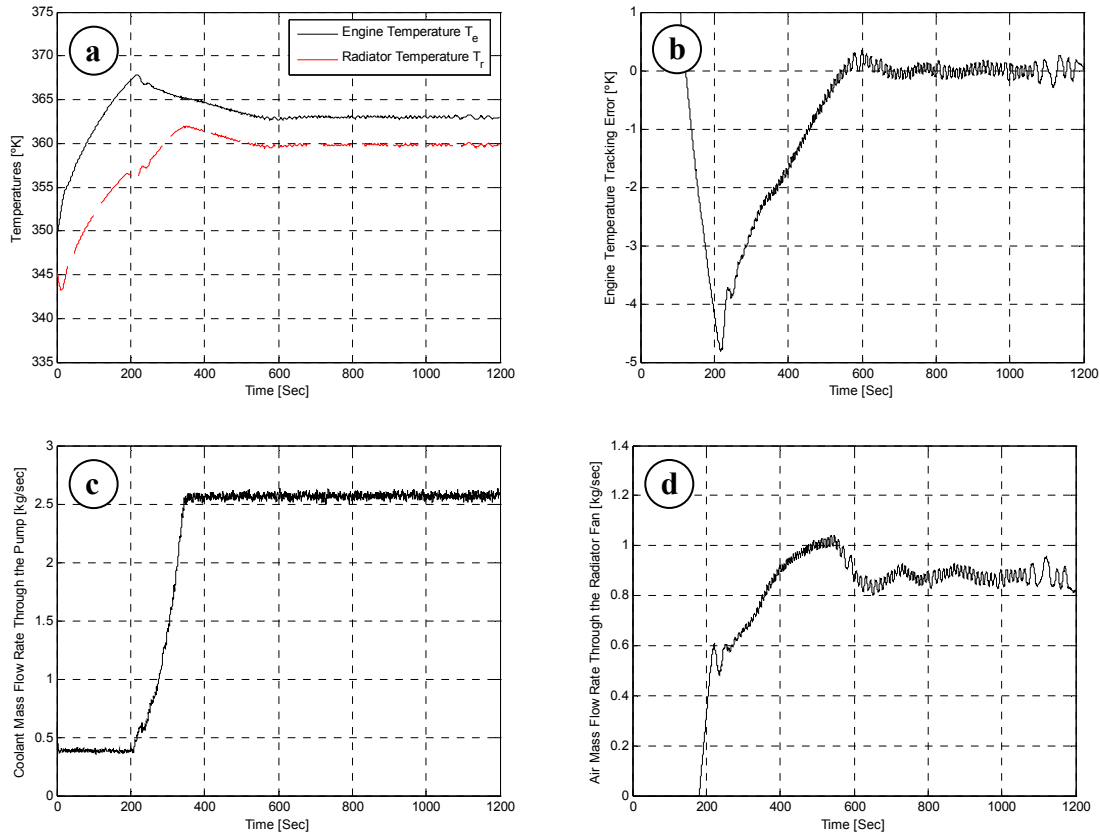 a
Engine Temperature Te
Radiator Temperature Tr
Temperatures [°K]
375
370
365
360
355
350
345
340
335
0 200 400 600 800 1000 1200
Time [Sec]
b
Engine Temperature Tracking Error [°K]
1
0
-1
-2
-3
-4
-5
0 200 400 600 800 1000 1200
Time [Sec]
c
Coolant Mass Flow Rate Through the Pump [kg/sec]
3
2.5
2
1.5
1
0.5
0
0 200 400 600 800 1000 1200
Time [Sec]
d
Air Mass Flow Rate Through the Radiator Fan [kg/sec]
1.4
1.2
1
0.8
0.6
0.4
0.2
0
0 200 400 600 800 1000 1200
Time [Sec]